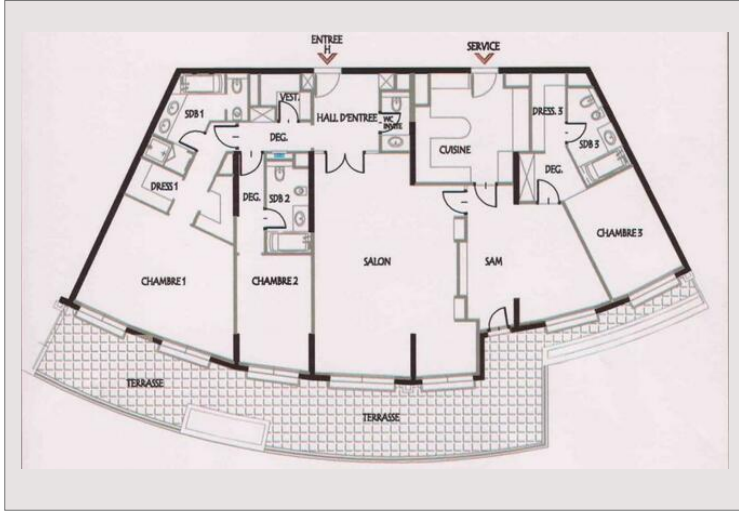 ENTREE
H
SERVICE
VEST.
SDB 1
HALL D'ENTREE
WC
INVITE
DEG.
CUISINE
DRESS. 3
SDB 3
DEG.
DRESS 1
DEG.
SDB 2
CHAMBRE 3
SALON
SAM
CHAMBRE 1
CHAMBRE 2
TERRASSE
TERRASSE